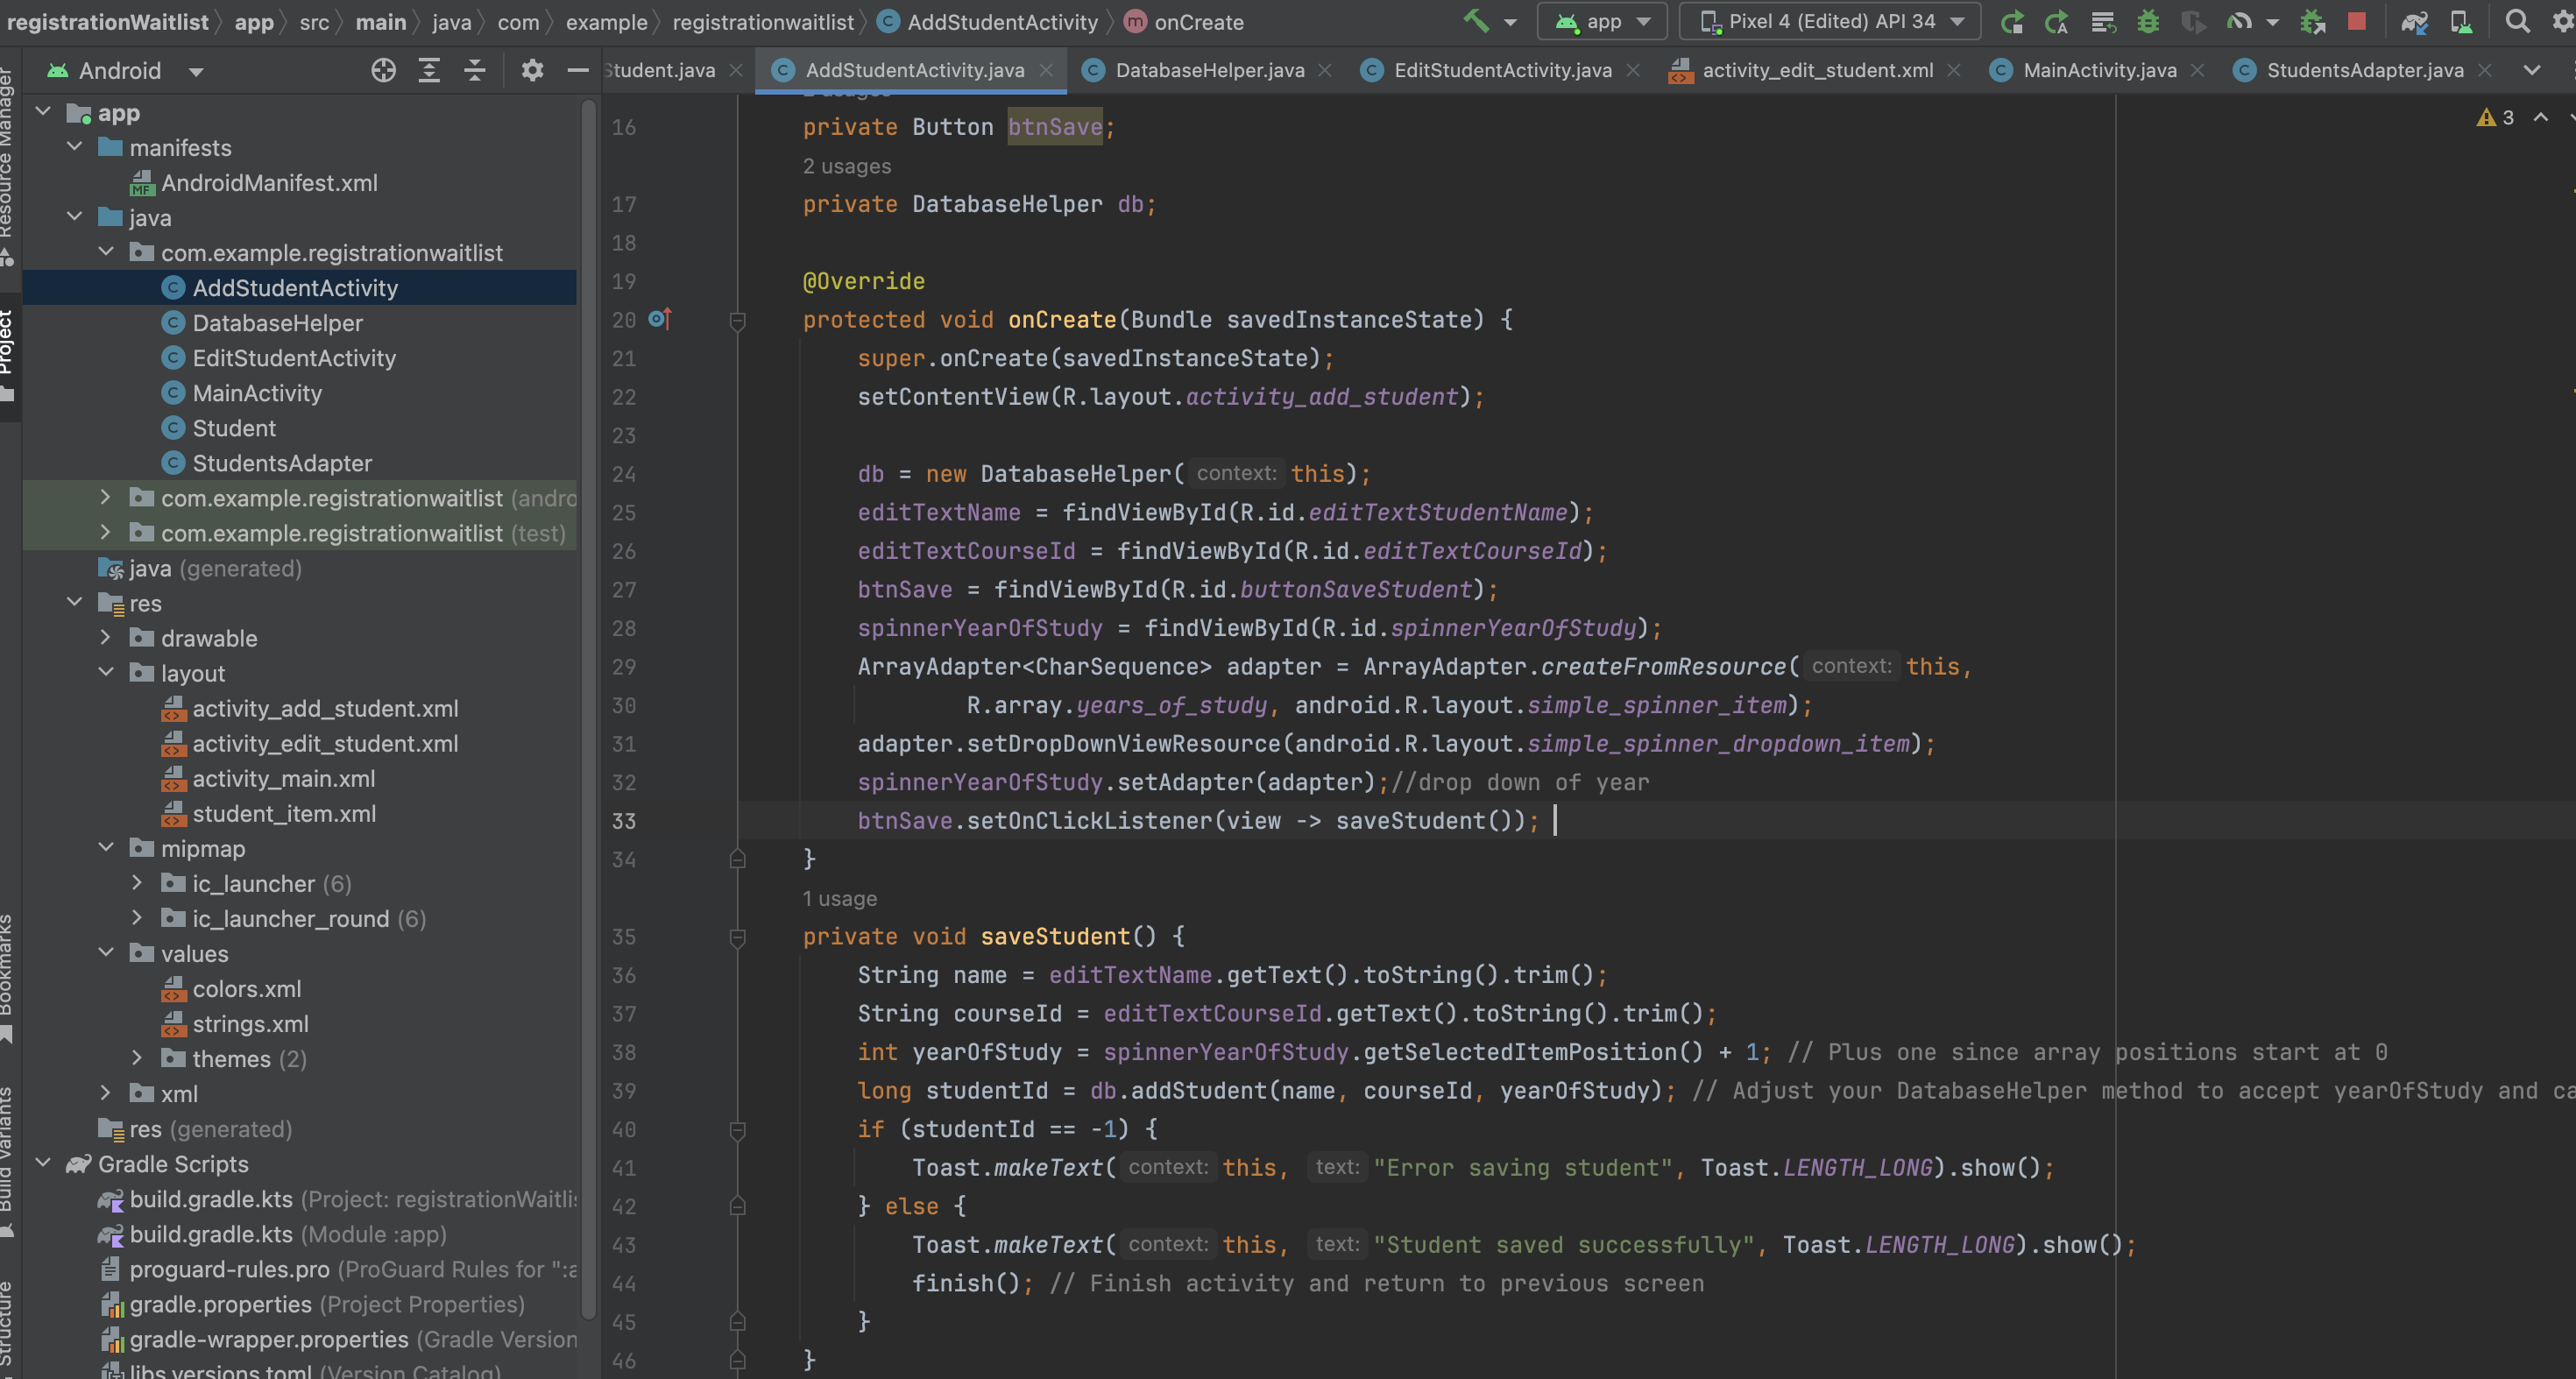 registrationWaitlist app src main java com example registrationwaitlist AddStudentActivity onCreate app Pixel 4 (Edited) API 34
Android
Student.java AddStudentActivity.java DatabaseHelper.java EditStudentActivity.java activity_edit_student.xml MainActivity.java StudentsAdapter.java
Resource Manager
Project
Bookmarks
Build Variants
Structure
app
manifests
AndroidManifest.xml
java
com.example.registrationwaitlist
AddStudentActivity
DatabaseHelper
EditStudentActivity
MainActivity
Student
StudentsAdapter
com.example.registrationwaitlist (andro
com.example.registrationwaitlist (test)
java (generated)
res
drawable
layout
activity_add_student.xml
activity_edit_student.xml
activity_main.xml
student_item.xml
mipmap
ic_launcher (6)
ic_launcher_round (6)
values
colors.xml
strings.xml
themes (2)
xml
res (generated)
Gradle Scripts
build.gradle.kts (Project: registrationWaitlis
build.gradle.kts (Module :app)
proguard-rules.pro (ProGuard Rules for ":a
gradle.properties (Project Properties)
gradle-wrapper.properties (Gradle Version
libs.versions.toml (Version Catalog)
3
2 usages
16 private Button btnSave;
2 usages
17 private DatabaseHelper db;
18
19 @Override
20 protected void onCreate(Bundle savedInstanceState) {
21 super.onCreate(savedInstanceState);
22 setContentView(R.layout.activity_add_student);
23
24 db = new DatabaseHelper( context: this);
25 editTextName = findViewById(R.id.editTextStudentName);
26 editTextCourseId = findViewById(R.id.editTextCourseId);
27 btnSave = findViewById(R.id.buttonSaveStudent);
28 spinnerYearOfStudy = findViewById(R.id.spinnerYearOfStudy);
29 ArrayAdapter<CharSequence> adapter = ArrayAdapter.createFromResource( context: this,
30 R.array.years_of_study, android.R.layout.simple_spinner_item);
31 adapter.setDropDownViewResource(android.R.layout.simple_spinner_dropdown_item);
32 spinnerYearOfStudy.setAdapter(adapter);//drop down of year
33 btnSave.setOnClickListener(view -> saveStudent());
34 }
1 usage
35 private void saveStudent() {
36 String name = editTextName.getText().toString().trim();
37 String courseId = editTextCourseId.getText().toString().trim();
38 int yearOfStudy = spinnerYearOfStudy.getSelectedItemPosition() + 1; // Plus one since array positions start at 0
39 long studentId = db.addStudent(name, courseId, yearOfStudy); // Adjust your DatabaseHelper method to accept yearOfStudy and ca
40 if (studentId == -1) {
41 Toast.makeText( context: this, text: "Error saving student", Toast.LENGTH_LONG).show();
42 } else {
43 Toast.makeText( context: this, text: "Student saved successfully", Toast.LENGTH_LONG).show();
44 finish(); // Finish activity and return to previous screen
45 }
46 }